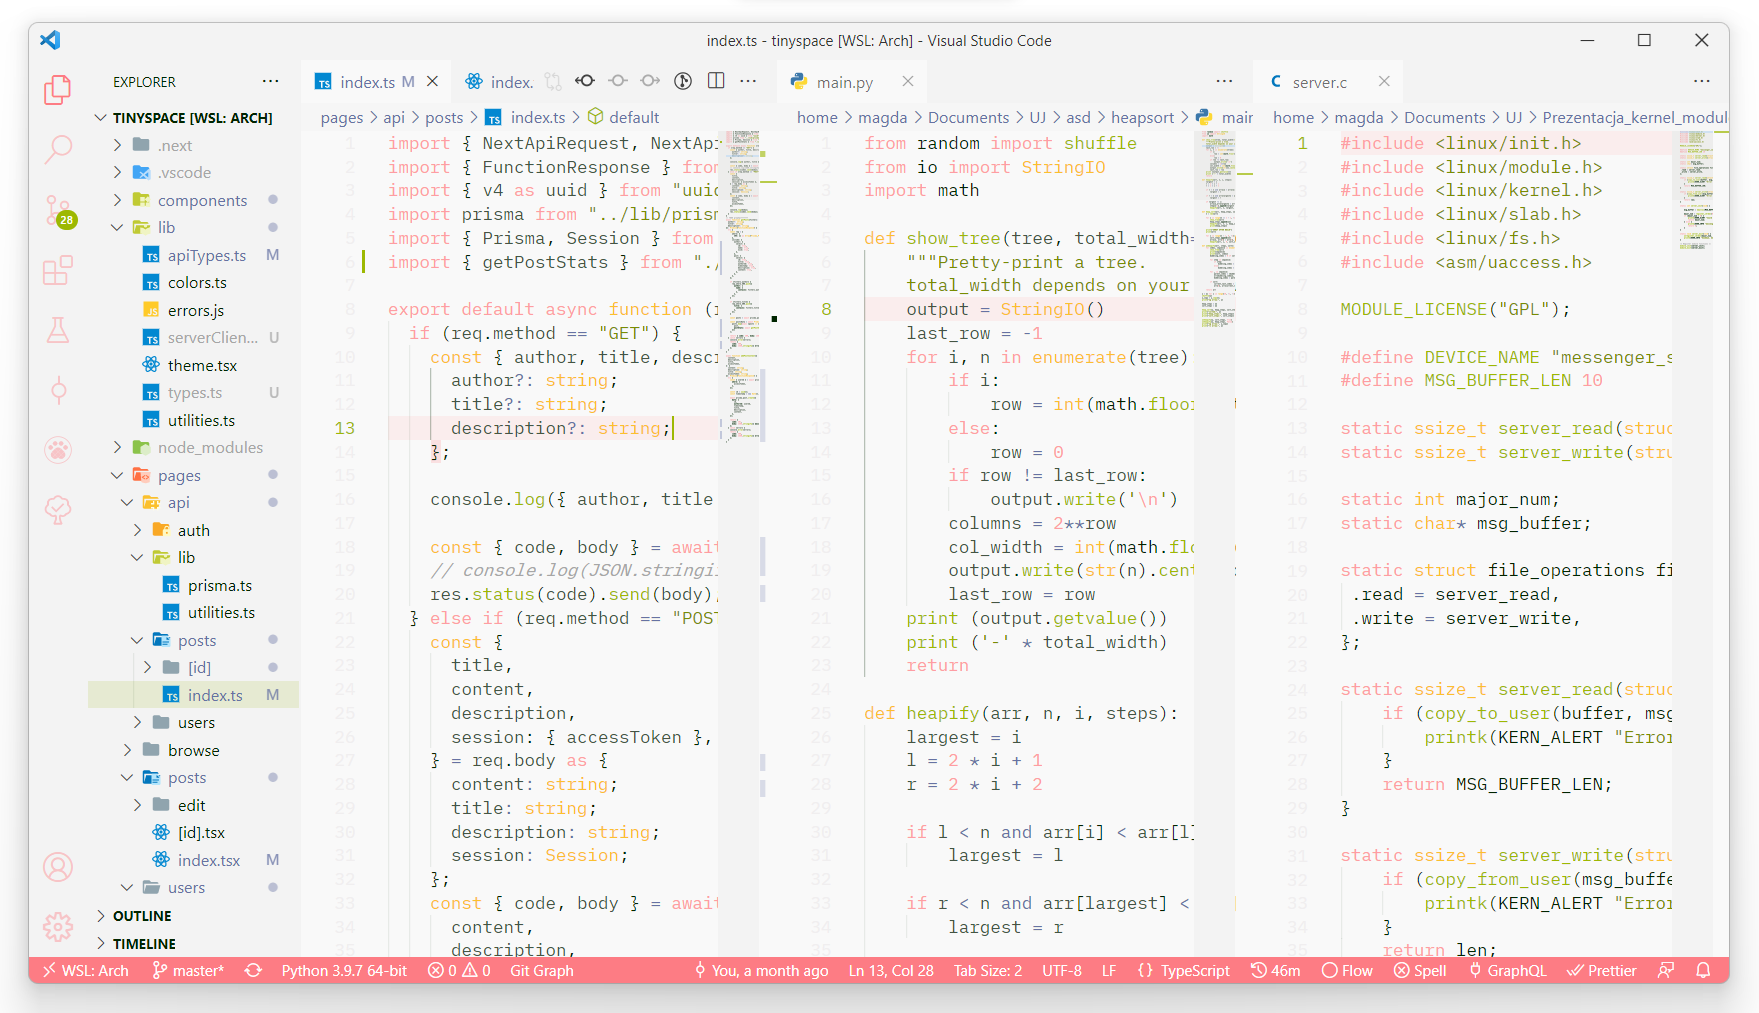 index.ts - tinyspace [WSL: Arch] - Visual Studio Code
EXPLORER
TINYSPACE [WSL: ARCH]
.next
.vscode
components
28
lib
apiTypes.ts M
colors.ts
errors.js
serverClien... U
theme.tsx
types.ts U
utilities.ts
node_modules
pages
api
auth
lib
prisma.ts
utilities.ts
posts
[id]
index.ts M
users
browse
posts
edit
[id].tsx
index.tsx M
users
OUTLINE
TIMELINE
index.ts M
index.
pages > api > posts > index.ts > default
1 import { NextApiRequest, NextAp
2 import { FunctionResponse } from
3 import { v4 as uuid } from "uuid
4 import prisma from "../lib/prism
5 import { Prisma, Session } from
6 import { getPostStats } from "./
7
8 export default async function (
9 if (req.method == "GET") {
10 const { author, title, desc
11 author?: string;
12 title?: string;
13 description?: string;
14 };
15
16 console.log({ author, title
17
18 const { code, body } = await
19 // console.log(JSON.stringi
20 res.status(code).send(body)
21 } else if (req.method == "POST
22 const {
23 title,
24 content,
25 description,
26 session: { accessToken },
27 } = req.body as {
28 content: string;
29 title: string;
30 description: string;
31 session: Session;
32 };
33 const { code, body } = await
34 content,
35 description,
main.py
home > magda > Documents > UJ > asd > heapsort > mair
1 from random import shuffle
2 from io import StringIO
3 import math
4
5 def show_tree(tree, total_width=
6 """Pretty-print a tree.
7 total_width depends on your
8 output = StringIO()
9 last_row = -1
10 for i, n in enumerate(tree)
11 if i:
12 row = int(math.floor
13 else:
14 row = 0
15 if row != last_row:
16 output.write('\n')
17 columns = 2**row
18 col_width = int(math.flo
19 output.write(str(n).cent
20 last_row = row
21 print (output.getvalue())
22 print ('-' * total_width)
23 return
24
25 def heapify(arr, n, i, steps):
26 largest = i
27 l = 2 * i + 1
28 r = 2 * i + 2
29
30 if l < n and arr[i] < arr[l]
31 largest = l
32
33 if r < n and arr[largest] <
34 largest = r
35
server.c
home > magda > Documents > UJ > Prezentacja_kernel_modul
1 #include <linux/init.h>
2 #include <linux/module.h>
3 #include <linux/kernel.h>
4 #include <linux/slab.h>
5 #include <linux/fs.h>
6 #include <asm/uaccess.h>
7
8 MODULE_LICENSE("GPL");
9
10 #define DEVICE_NAME "messenger_s
11 #define MSG_BUFFER_LEN 10
12
13 static ssize_t server_read(struc
14 static ssize_t server_write(stru
15
16 static int major_num;
17 static char* msg_buffer;
18
19 static struct file_operations fi
20 .read = server_read,
21 .write = server_write,
22 };
23
24 static ssize_t server_read(struc
25 if (copy_to_user(buffer, msg
26 printk(KERN_ALERT "Error
27 }
28 return MSG_BUFFER_LEN;
29 }
30
31 static ssize_t server_write(stru
32 if (copy_from_user(msg_buffe
33 printk(KERN_ALERT "Error
34 }
35 return len;
WSL: Arch master* Python 3.9.7 64-bit 0 0 Git Graph You, a month ago Ln 13, Col 28 Tab Size: 2 UTF-8 LF {} TypeScript 46m Flow Spell GraphQL Prettier